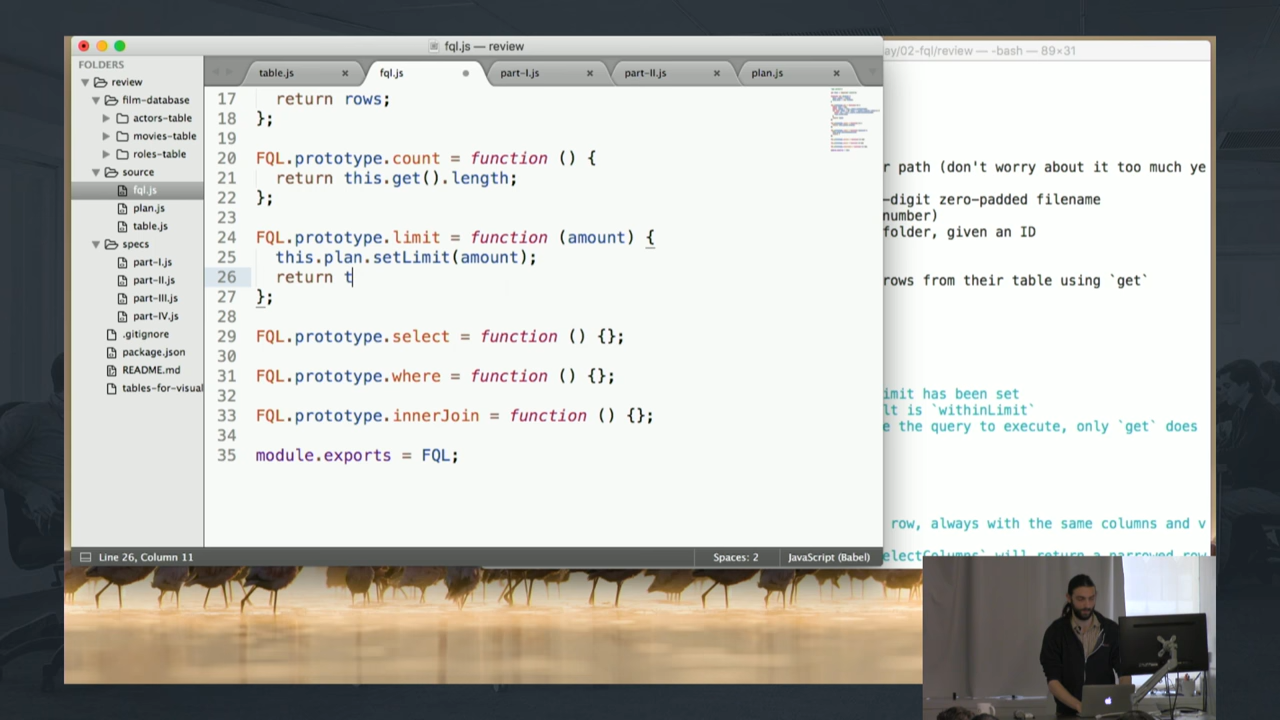 fql.js — review
ay/02-fql/review — -bash — 89×31
FOLDERS
review
film-database
actors-table
movies-table
roles-table
source
fql.js
plan.js
table.js
specs
part-I.js
part-II.js
part-III.js
part-IV.js
.gitignore
package.json
README.md
tables-for-visual
table.js
fql.js
part-I.js
part-II.js
plan.js
17 return rows;
18 };
19
20 FQL.prototype.count = function () {
21 return this.get().length;
22 };
23
24 FQL.prototype.limit = function (amount) {
25 this.plan.setLimit(amount);
26 return t
27 };
28
29 FQL.prototype.select = function () {};
30
31 FQL.prototype.where = function () {};
32
33 FQL.prototype.innerJoin = function () {};
34
35 module.exports = FQL;
Line 26, Column 11
Spaces: 2
JavaScript (Babel)
r path (don't worry about it too much ye
-digit zero-padded filename
number)
folder, given an ID
rows from their table using `get`
imit has been set
lt is `withinLimit`
e the query to execute, only `get` does
row, always with the same columns and v
electColumns` will return a narrowed row